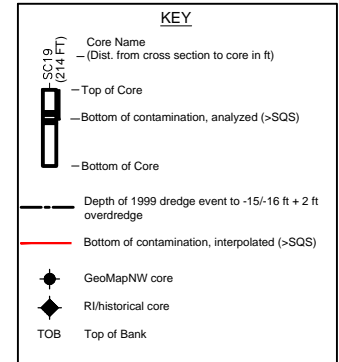 KEY
SC19
(214 FT)
Core Name
(Dist. from cross section to core in ft)
Top of Core
Bottom of contamination, analyzed (>SQS)
Bottom of Core
Depth of 1999 dredge event to -15/-16 ft + 2 ft
overdredge
Bottom of contamination, interpolated (>SQS)
GeoMapNW core
RI/historical core
TOB Top of Bank